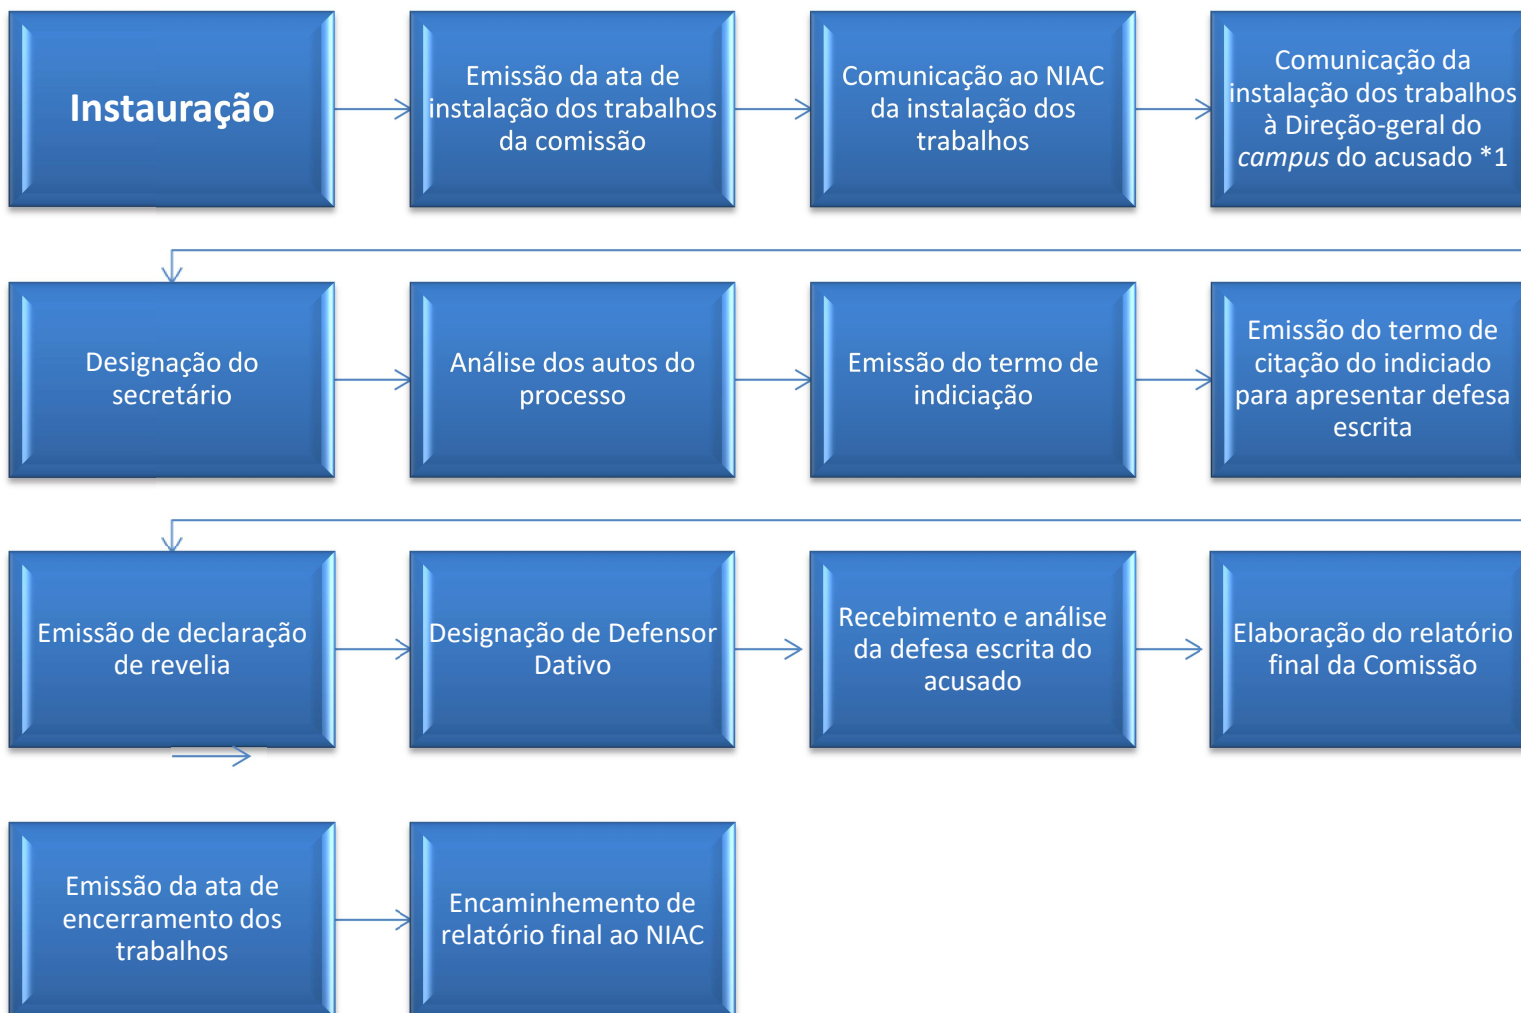 Instauração
Emissão da ata de
instalação dos trabalhos
da comissão
Comunicação ao NIAC
da instalação dos
trabalhos
Comunicação da
instalação dos trabalhos
à Direção-geral do
campus do acusado *1
Designação do
secretário
Análise dos autos do
processo
Emissão do termo de
indiciação
Emissão do termo de
citação do indiciado
para apresentar defesa
escrita
Emissão de declaração
de revelia
Designação de Defensor
Dativo
Recebimento e análise
da defesa escrita do
acusado
Elaboração do relatório
final da Comissão
Emissão da ata de
encerramento dos
trabalhos
Encaminhemento de
relatório final ao NIAC